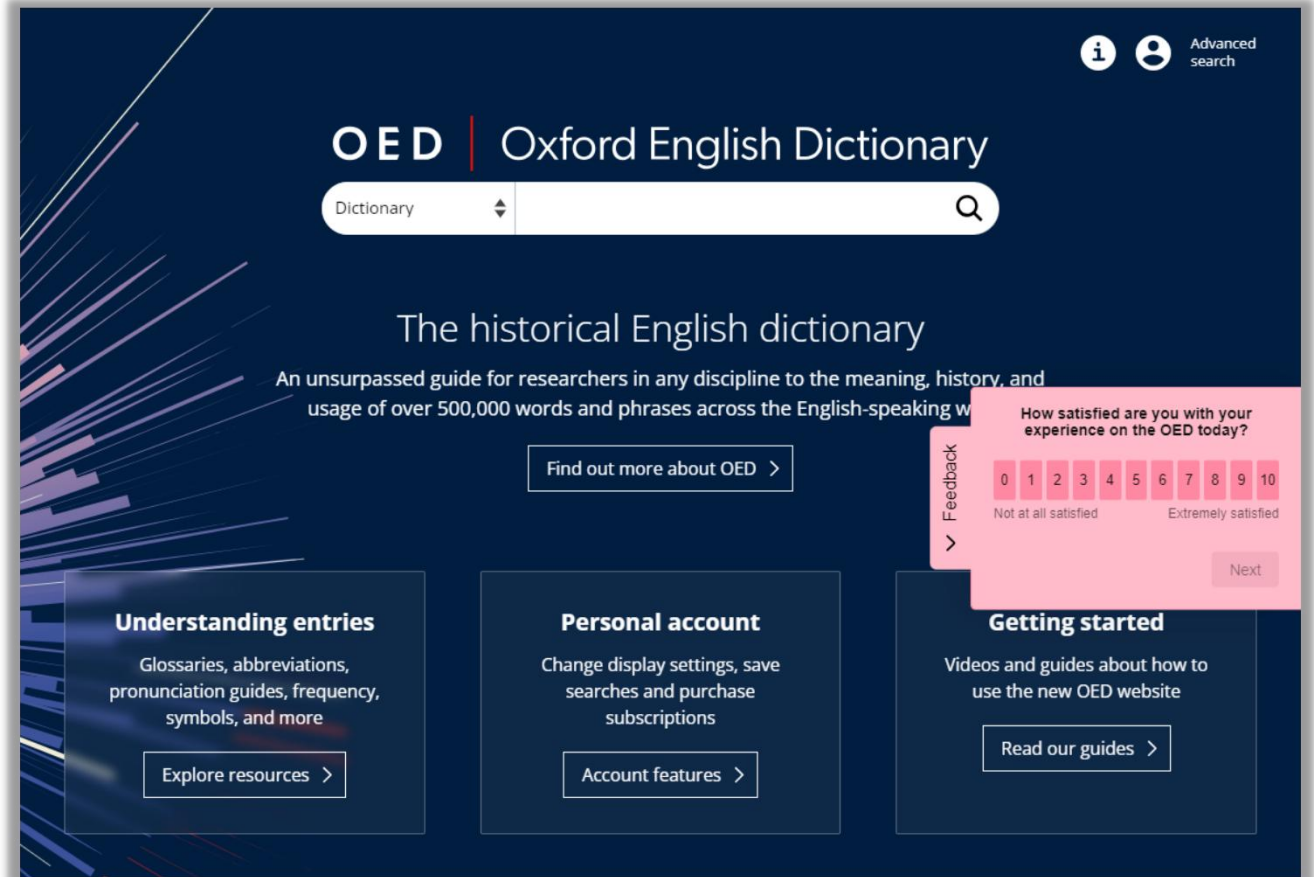 Advanced
search
OED | Oxford English Dictionary
Dictionary
The historical English dictionary
An unsurpassed guide for researchers in any discipline to the meaning, history, and
usage of over 500,000 words and phrases across the English-speaking
Find out more about OED >
Feedback
How satisfied are you with your
experience on the OED today?
0 1 2 3 4 5 6 7 8 9 10
Not at all satisfied Extremely satisfied
Next
Understanding entries
Glossaries, abbreviations,
pronunciation guides, frequency,
symbols, and more
Explore resources >
Personal account
Change display settings, save
searches and purchase
subscriptions
Account features >
Getting started
Videos and guides about how to
use the new OED website
Read our guides >